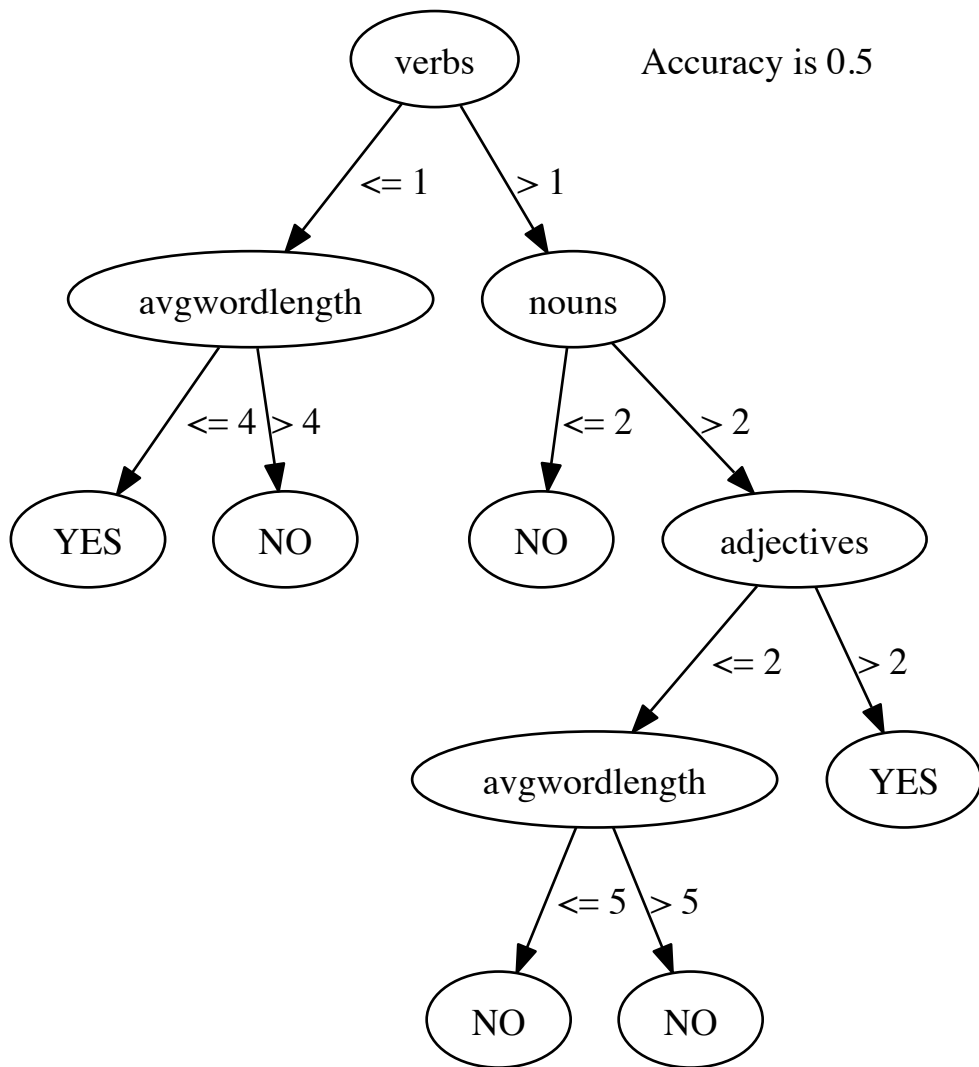 verbs
Accuracy is 0.5
<= 1
> 1
avgwordlength
nouns
<= 4
> 4
<= 2
> 2
YES
NO
NO
adjectives
<= 2
> 2
avgwordlength
YES
<= 5
> 5
NO
NO